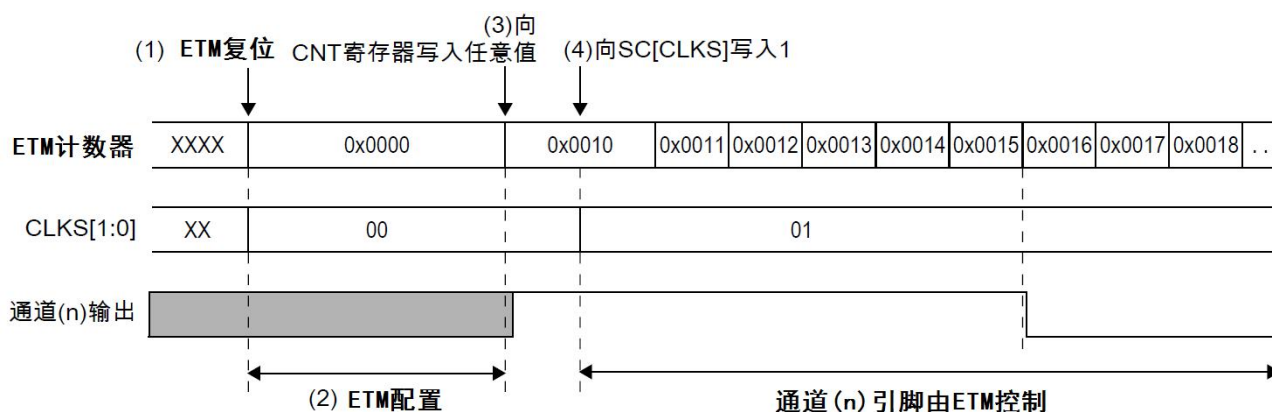 (3)向
(1) ETM复位 CNT寄存器写入任意值 (4)向SC[CLKS]写入1
ETM计数器 XXXX 0x0000 0x0010 0x0011 0x0012 0x0013 0x0014 0x0015 0x0016 0x0017 0x0018 ..
CLKS[1:0] XX 00 01
通道(n)输出
(2) ETM配置 通道(n)引脚由ETM控制